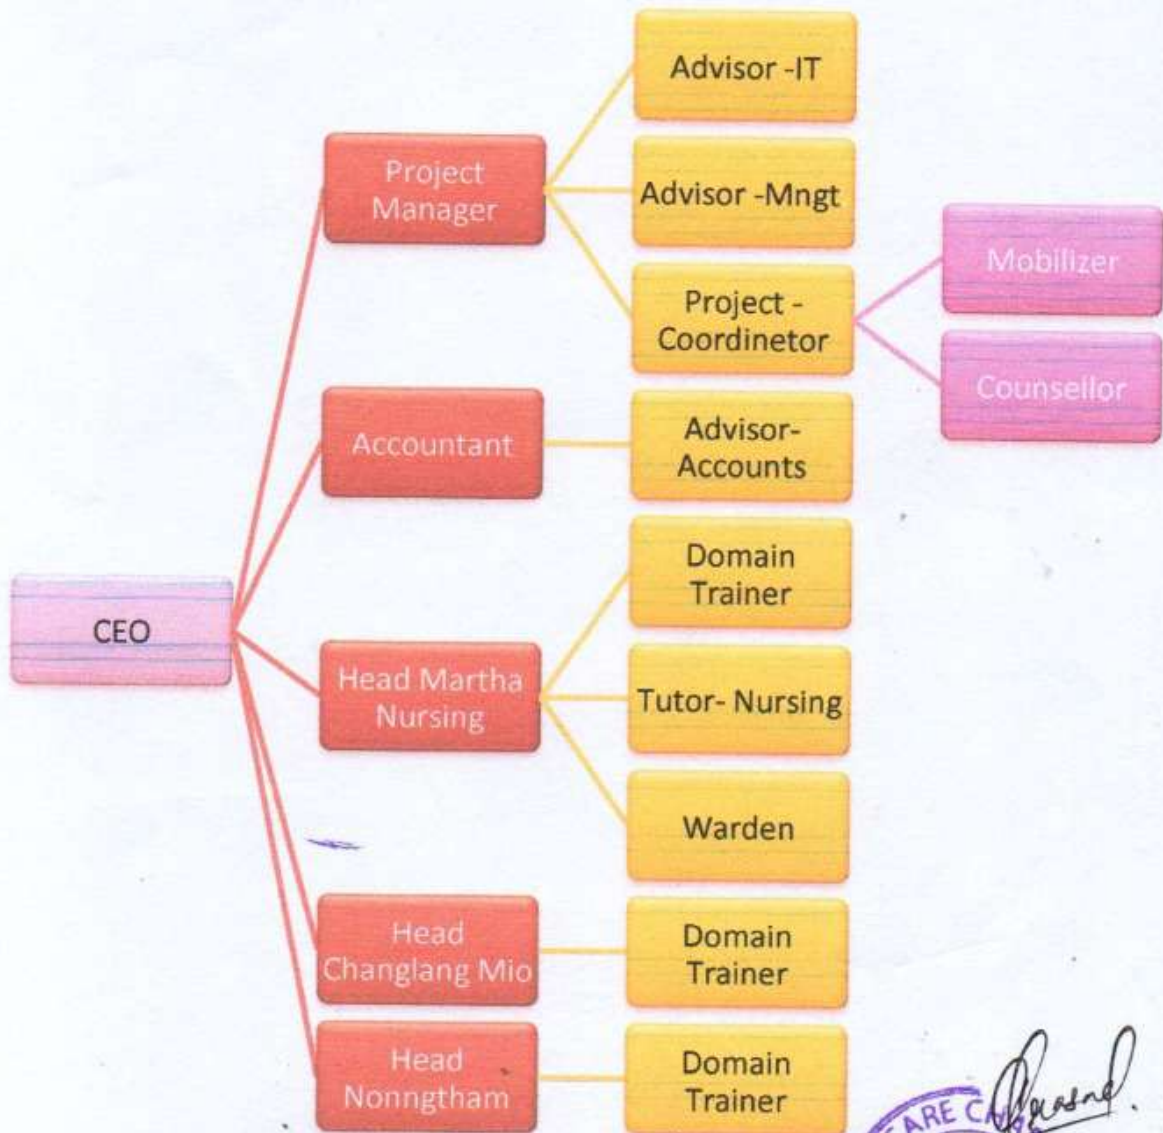 Advisor -IT
Project
Manager
Advisor -Mngt
Mobilizer
Project -
Coordinetor
Counsellor
Accountant
Advisor-
Accounts
Domain
Trainer
CEO
Head Martha
Nursing
Tutor- Nursing
Warden
Head
Changlang Mio
Domain
Trainer
Head
Nonngtham
Domain
Trainer